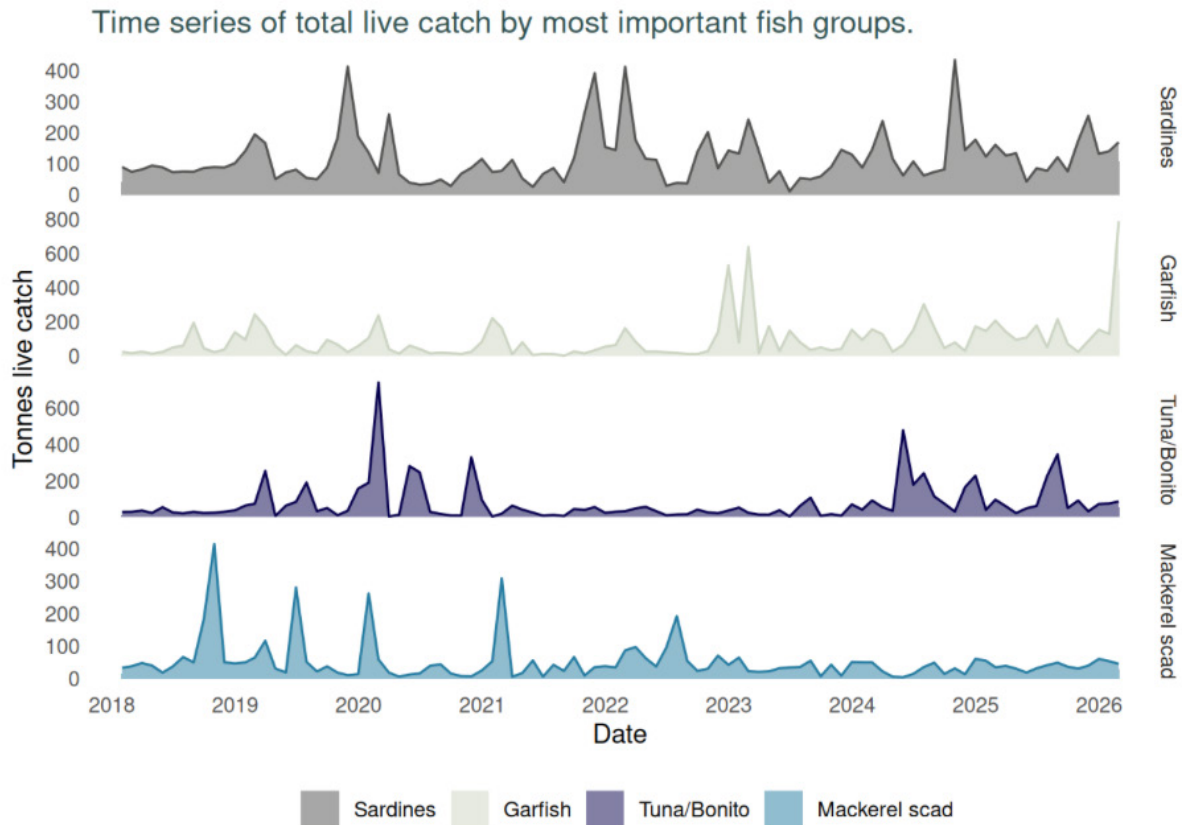 Time series of total live catch by most important fish groups.
400
300
200
100
0
Sardines
800
600
400
200
0
Garfish
600
400
200
0
Tuna/Bonito
400
300
200
100
0
Mackerel scad
Tonnes live catch
2018 2019 2020 2021 2022 2023 2024 2025 2026
Date
Sardines Garfish Tuna/Bonito Mackerel scad